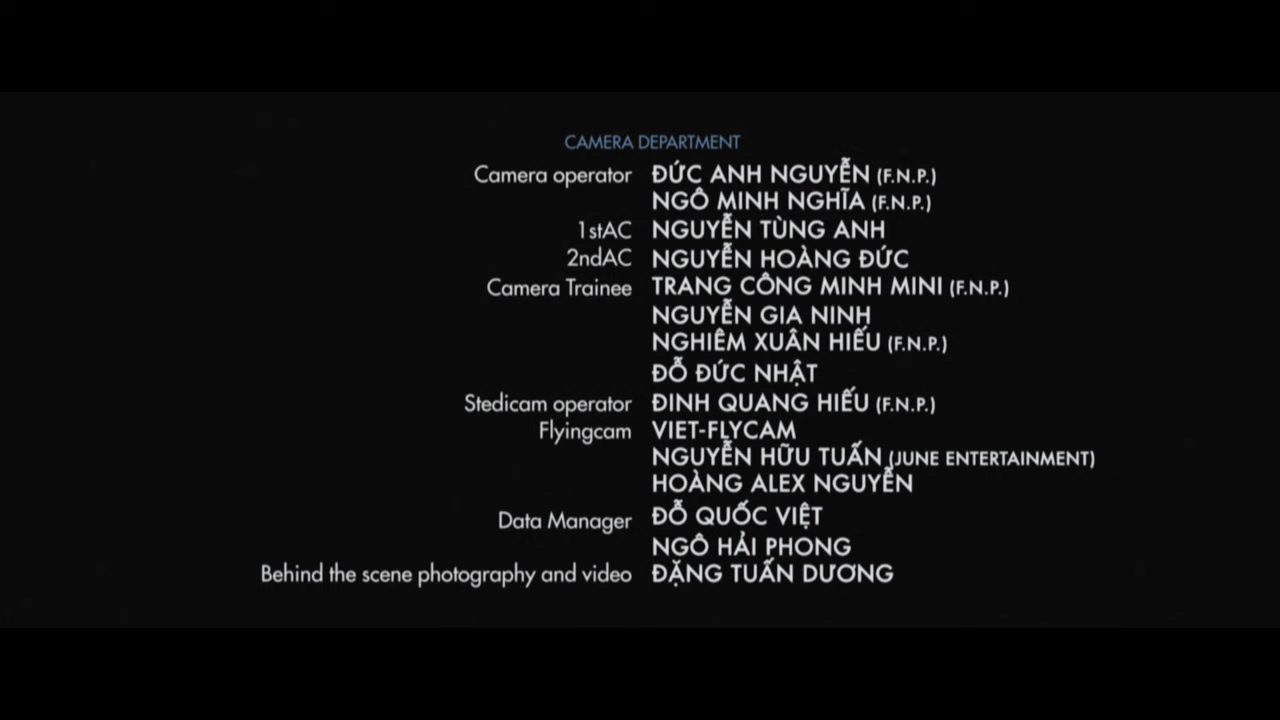 CAMERA DEPARTMENT
Camera operator ĐỨC ANH NGUYỄN (F.N.P.)
NGÔ MINH NGHĨA (F.N.P.)
1stAC NGUYỄN TÙNG ANH
2ndAC NGUYỄN HOÀNG ĐỨC
Camera Trainee TRANG CÔNG MINH MINI (F.N.P.)
NGUYỄN GIA NINH
NGHIÊM XUÂN HIẾU (F.N.P.)
ĐỖ ĐỨC NHẬT
Stedicam operator ĐINH QUANG HIẾU (F.N.P.)
Flyingcam VIET-FLYCAM
NGUYỄN HỮU TUẤN (JUNE ENTERTAINMENT)
HOÀNG ALEX NGUYỄN
Data Manager ĐỖ QUỐC VIỆT
NGÔ HẢI PHONG
Behind the scene photography and video ĐẶNG TUẤN DƯƠNG